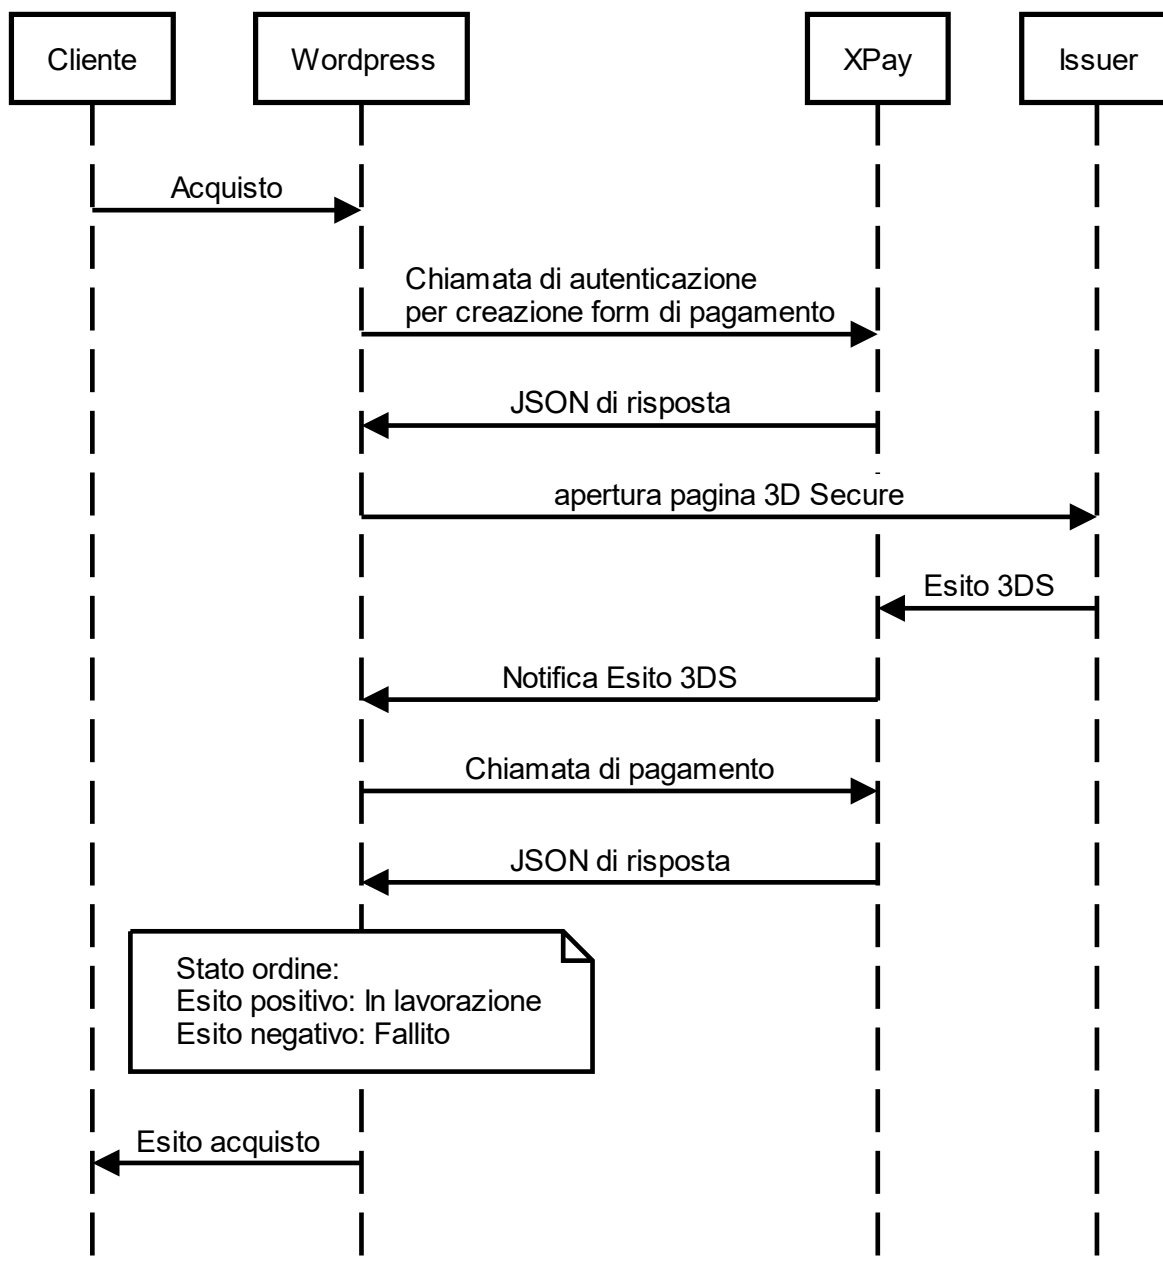 Cliente
Wordpress
XPay
Issuer
Acquisto
Chiamata di autenticazione
per creazione form di pagamento
JSON di risposta
apertura pagina 3D Secure
Esito 3DS
Notifica Esito 3DS
Chiamata di pagamento
JSON di risposta
Stato ordine:
Esito positivo: In lavorazione
Esito negativo: Fallito
Esito acquisto